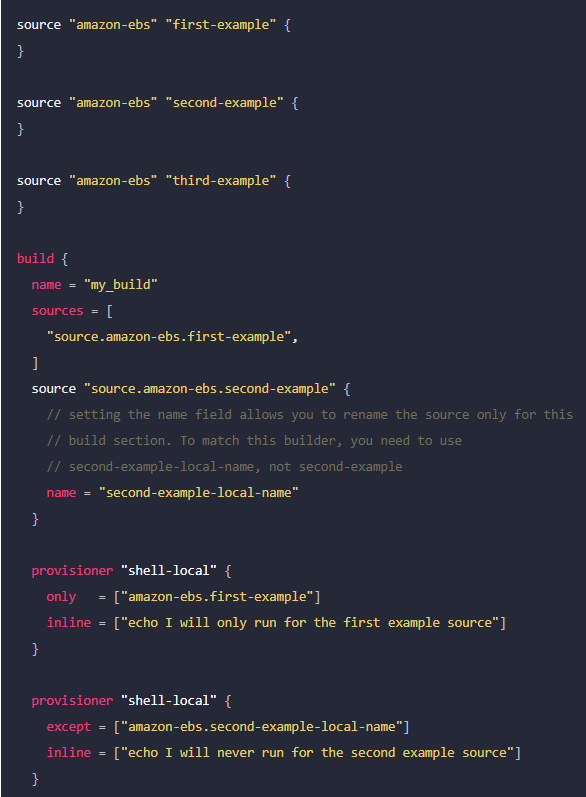 source "amazon-ebs" "first-example" {
}
source "amazon-ebs" "second-example" {
}
source "amazon-ebs" "third-example" {
}
build {
name = "my_build"
sources = [
"source.amazon-ebs.first-example",
]
source "source.amazon-ebs.second-example" {
// setting the name field allows you to rename the source only for this
// build section. To match this builder, you need to use
// second-example-local-name, not second-example
name = "second-example-local-name"
}
provisioner "shell-local" {
only   = ["amazon-ebs.first-example"]
inline = ["echo I will only run for the first example source"]
}
provisioner "shell-local" {
except = ["amazon-ebs.second-example-local-name"]
inline = ["echo I will never run for the second example source"]
}